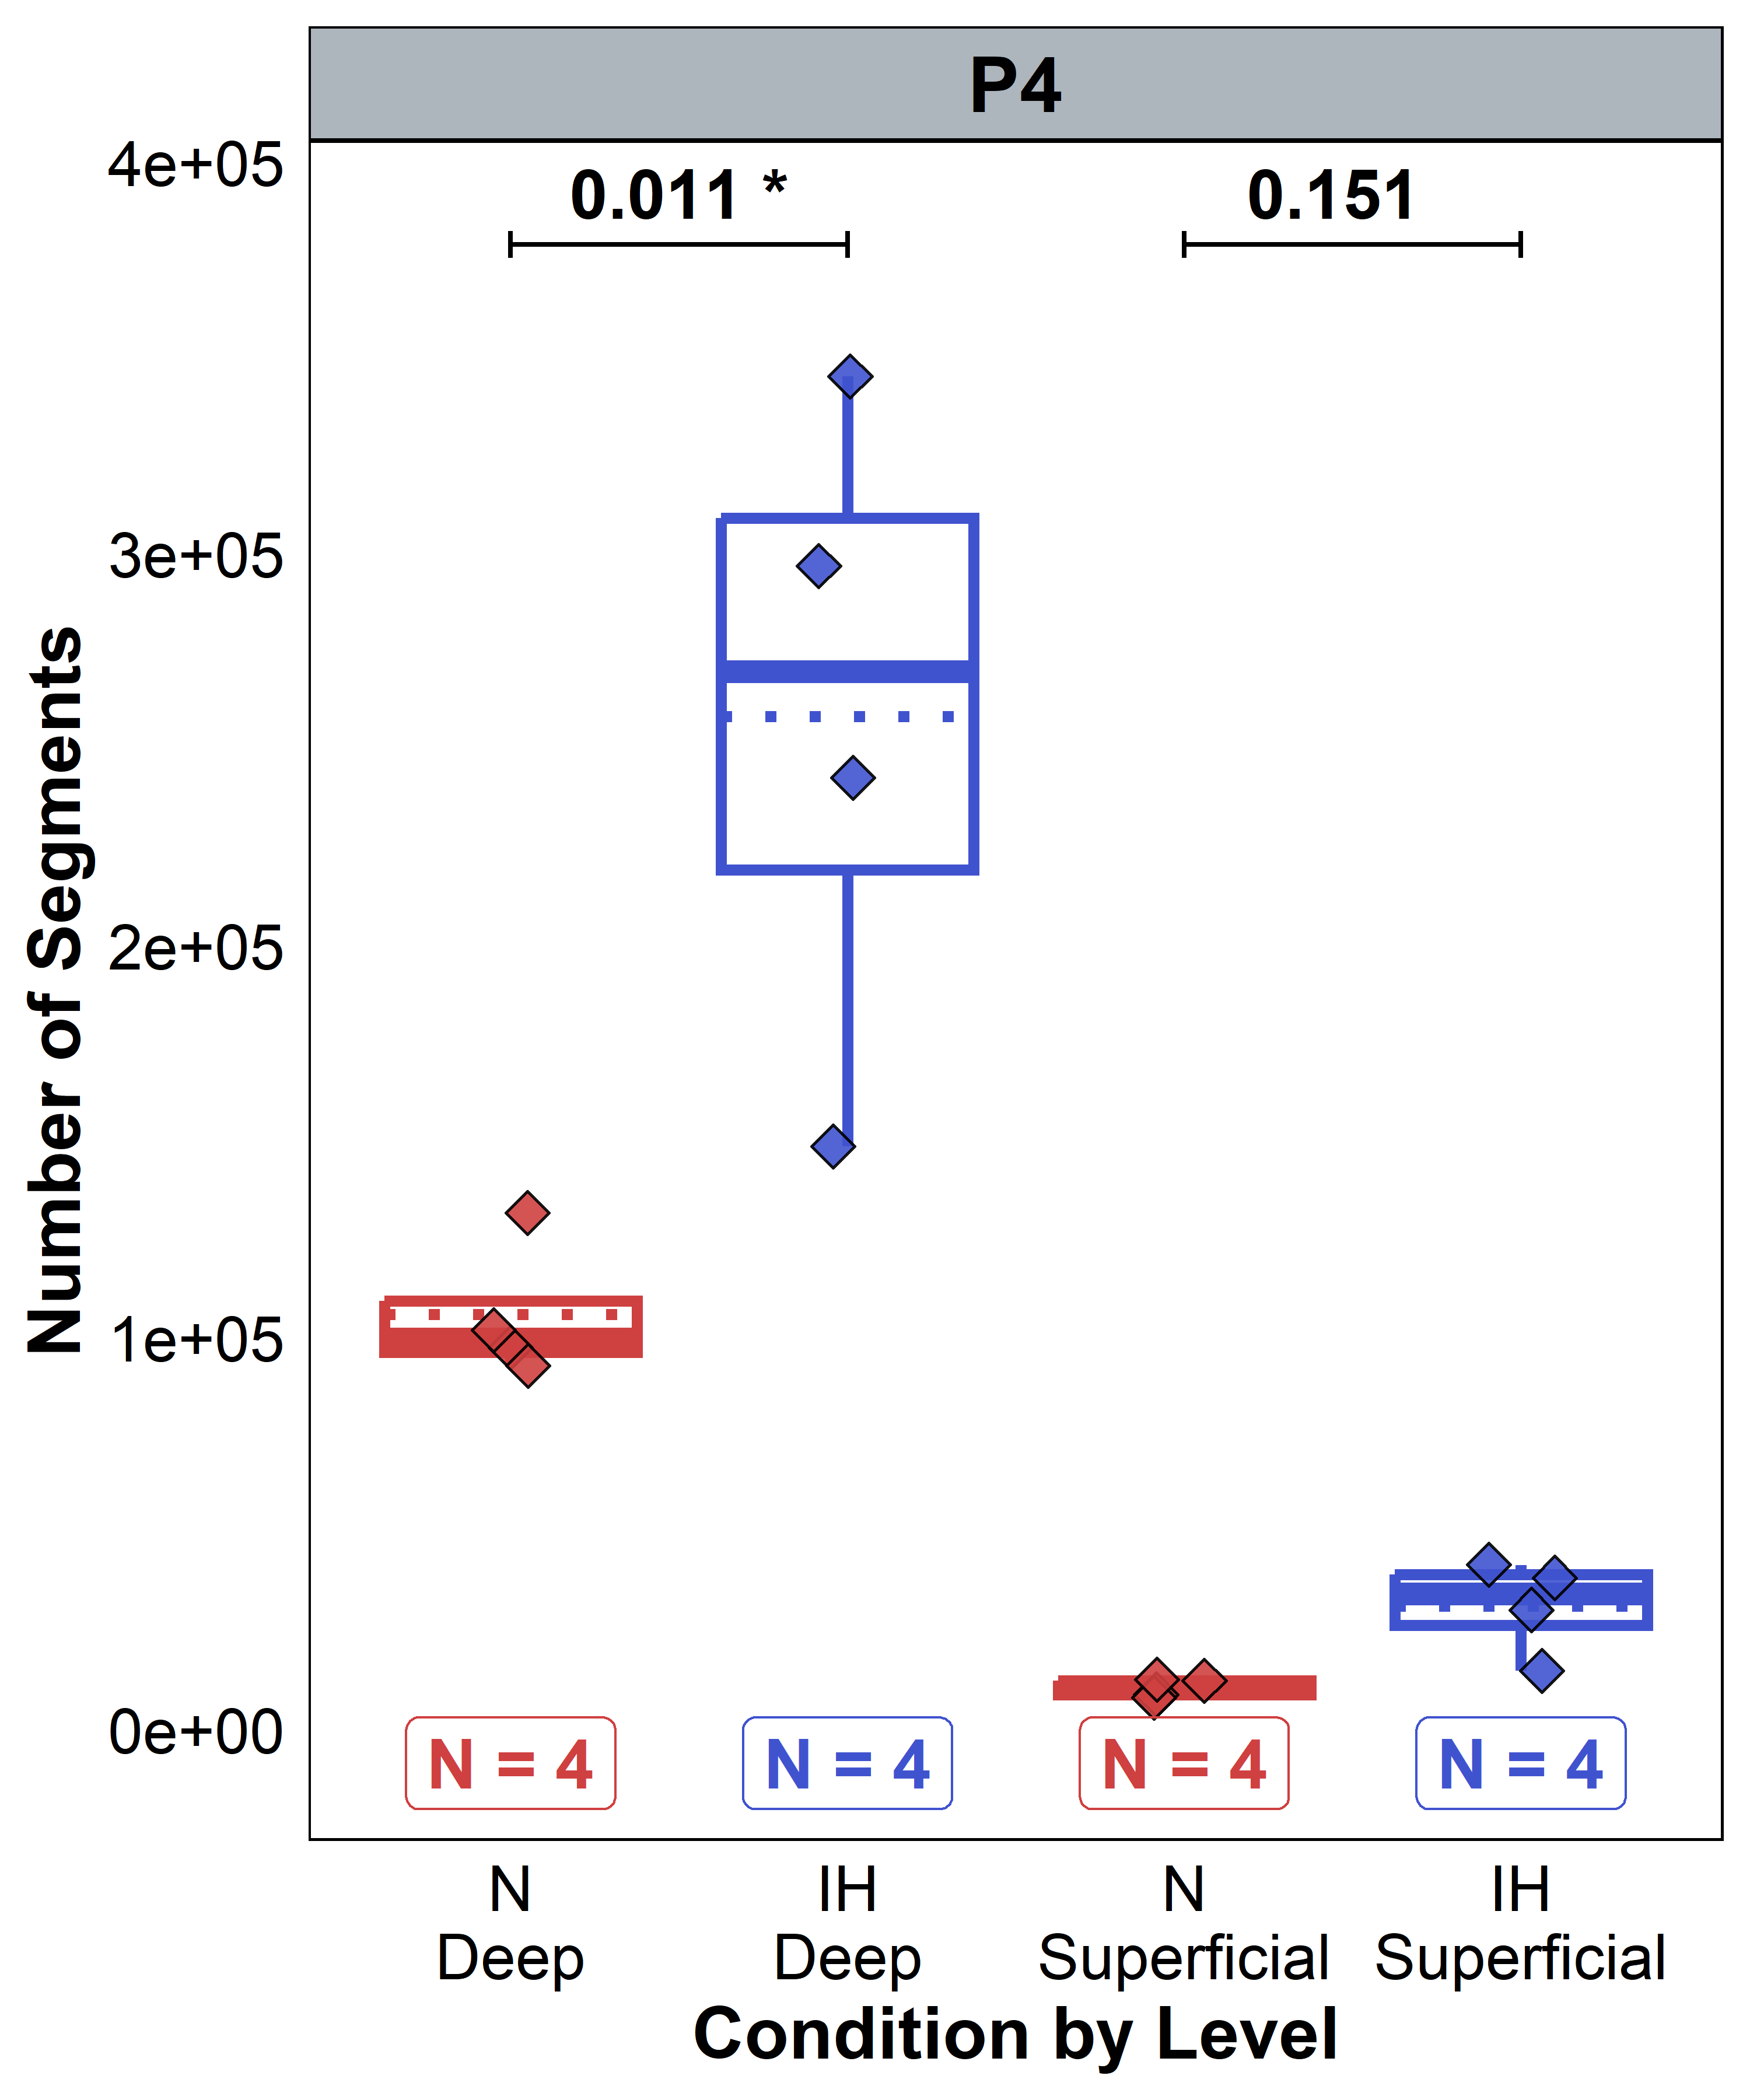 P4
4e+05
3e+05
2e+05
1e+05
0e+00
Number of Segments
0.011 *
0.151
N = 4
N = 4
N = 4
N = 4
N
Deep
IH
Deep
N
Superficial
IH
Superficial
Condition by Level